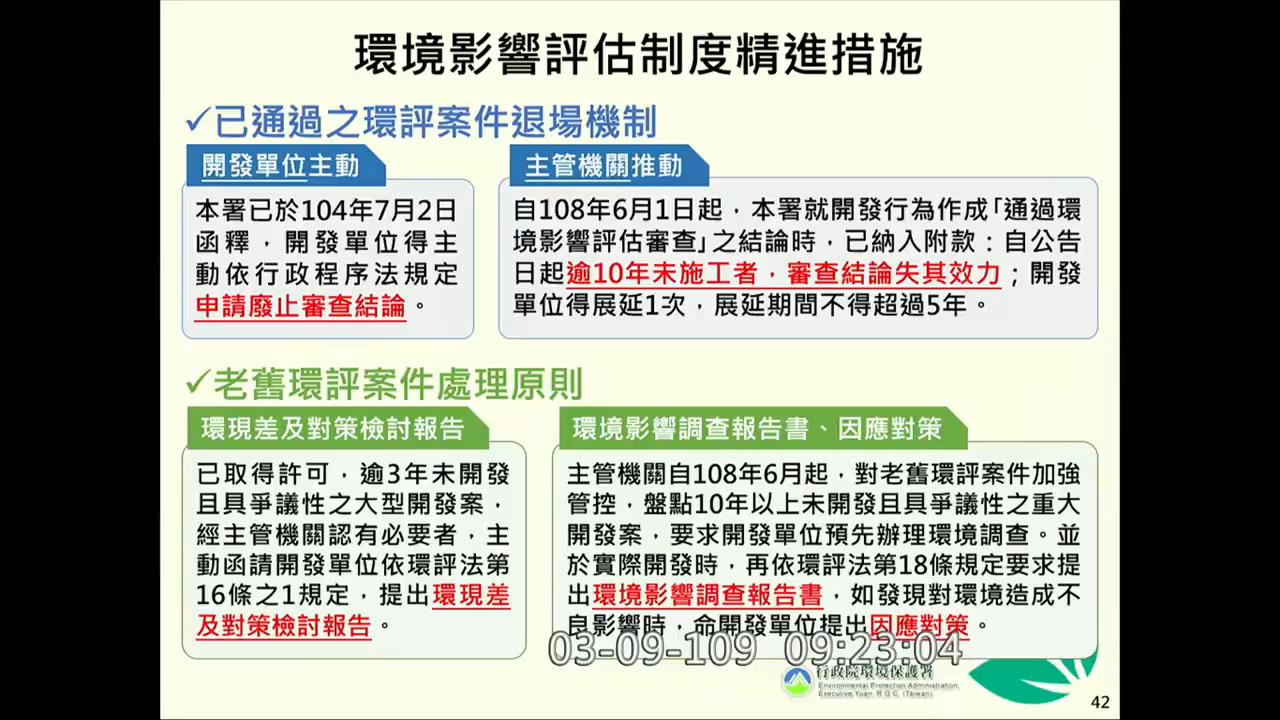 環境影響評估制度精進措施
✓已通過之環評案件退場機制
開發單位主動
本署已於104年7月2日
函釋，開發單位得主
動依行政程序法規定
申請廢止審查結論。
主管機關推動
自108年6月1日起，本署就開發行為作成「通過環
境影響評估審查」之結論時，已納入附款：自公告
日起逾10年未施工者，審查結論失其效力；開發
單位得展延1次，展延期間不得超過5年。
✓老舊環評案件處理原則
環現差及對策檢討報告
已取得許可，逾3年未開發
且具爭議性之大型開發案，
經主管機關認有必要者，主
動函請開發單位依環評法第
16條之1規定，提出環現差
及對策檢討報告。
環境影響調查報告書、因應對策
主管機關自108年6月起，對老舊環評案件加強
管控，盤點10年以上未開發且具爭議性之重大
開發案，要求開發單位預先辦理環境調查。並
於實際開發時，再依環評法第18條規定要求提
出環境影響調查報告書，如發現對環境造成不
良影響時，命開發單位提出因應對策。
03-09-109 09:23:04
行政院環境保護署
Environmental Protection Administration,
Executive Yuan, R.O.C. (Taiwan)
42